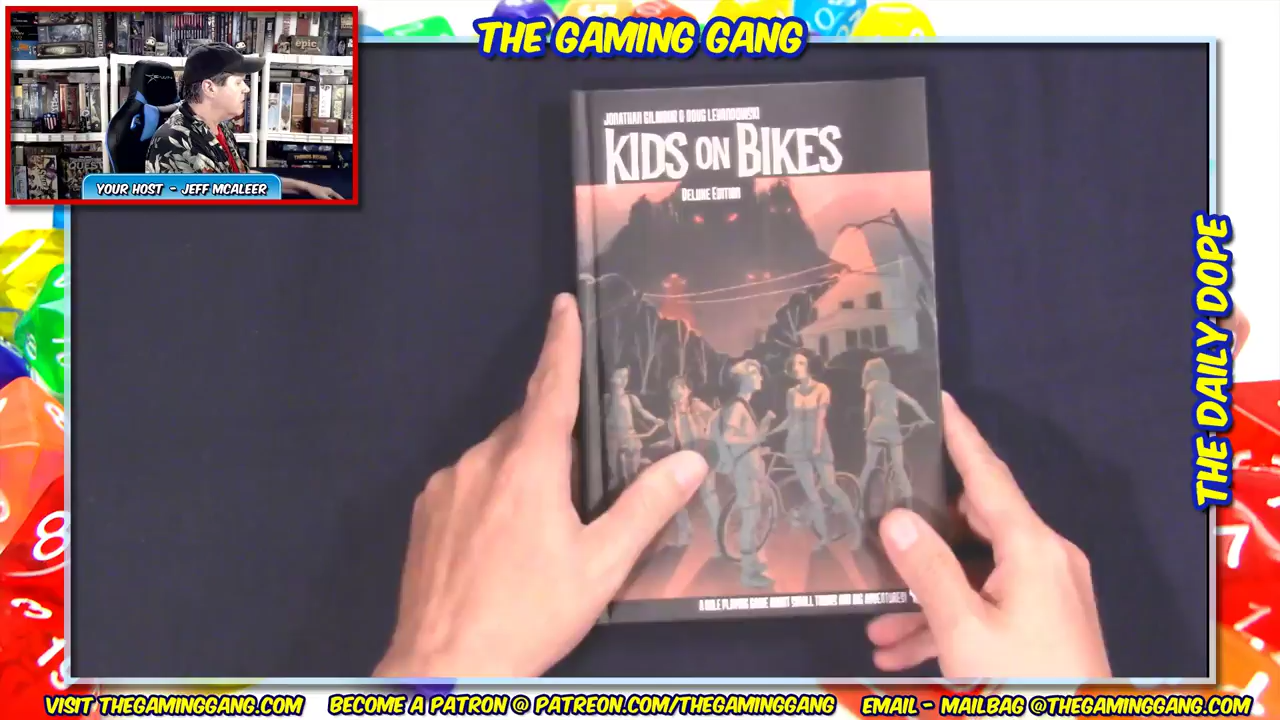 THE GAMING GANG
epic
QUEST
YOUR HOST - JEFF MCALEER
JONATHAN GILMOUR & DOUG LEVANDOWSKI
KIDS ON BIKES
DELUXE EDITION
A ROLE PLAYING GAME ABOUT SMALL TOWNS AND BIG ADVENTURES!
THE DAILY DOPE
VISIT THEGAMINGGANG.COM
BECOME A PATRON @ PATREON.COM/THEGAMINGGANG
EMAIL - MAILBAG @THEGAMINGGANG.COM